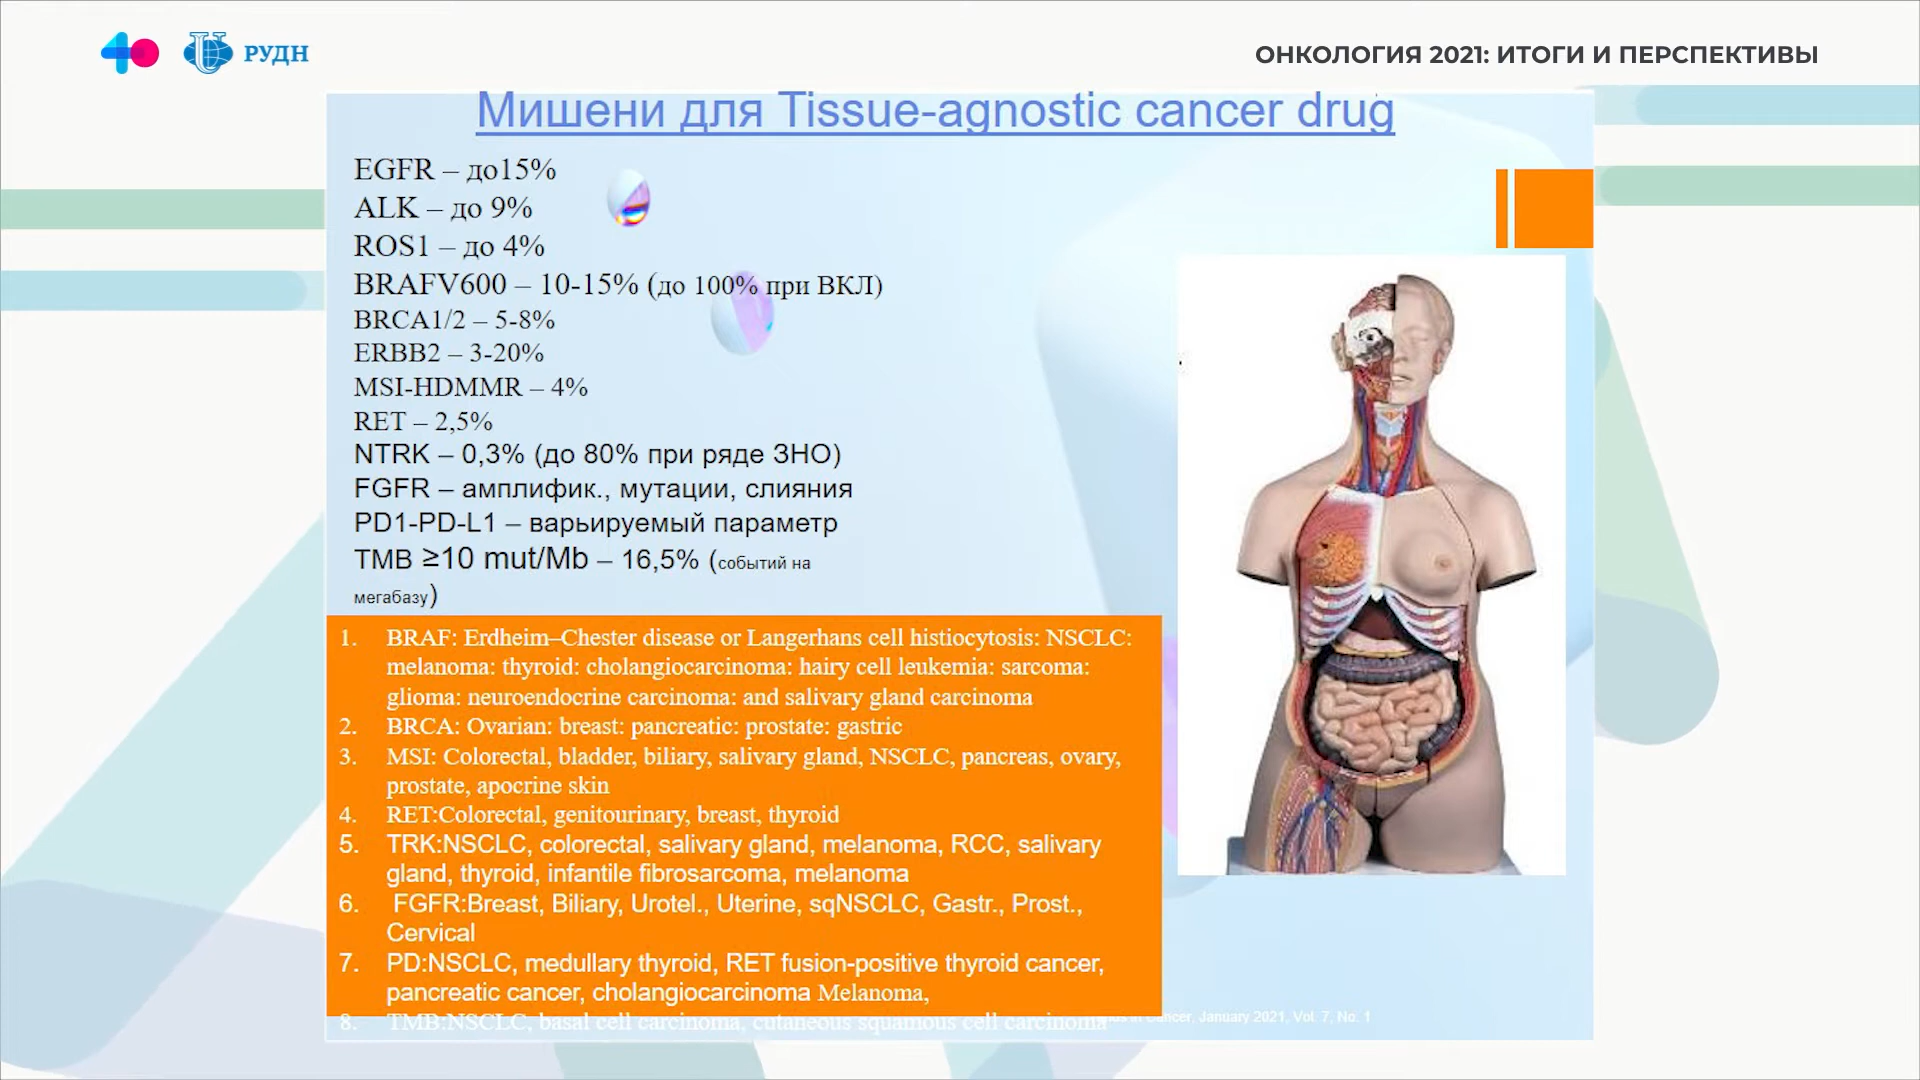 РУДН
ОНКОЛОГИЯ 2021: ИТОГИ И ПЕРСПЕКТИВЫ
Мишени для Tissue-agnostic cancer drug
EGFR – до15%
ALK – до 9%
ROS1 – до 4%
BRAFV600 – 10-15% (до 100% при ВКЛ)
BRCA1/2 – 5-8%
ERBB2 – 3-20%
MSI-HDMMR – 4%
RET – 2,5%
NTRK – 0,3% (до 80% при ряде ЗНО)
FGFR – амплифик., мутации, слияния
PD1-PD-L1 – варьируемый параметр
TMB ≥10 mut/Mb – 16,5% (событий на
мегабазу)
1. BRAF: Erdheim–Chester disease or Langerhans cell histiocytosis: NSCLC:
melanoma: thyroid: cholangiocarcinoma: hairy cell leukemia: sarcoma:
glioma: neuroendocrine carcinoma: and salivary gland carcinoma
2. BRCA: Ovarian: breast: pancreatic: prostate: gastric
3. MSI: Colorectal, bladder, biliary, salivary gland, NSCLC, pancreas, ovary,
prostate, apocrine skin
4. RET:Colorectal, genitourinary, breast, thyroid
5. TRK:NSCLC, colorectal, salivary gland, melanoma, RCC, salivary
gland, thyroid, infantile fibrosarcoma, melanoma
6. FGFR:Breast, Biliary, Urotel., Uterine, sqNSCLC, Gastr., Prost.,
Cervical
7. PD:NSCLC, medullary thyroid, RET fusion-positive thyroid cancer,
pancreatic cancer, cholangiocarcinoma Melanoma,
8. TMB:NSCLC, basal cell carcinoma, cutaneous squamous cell carcinoma
in Cancer, January 2021, Vol. 7, No. 1